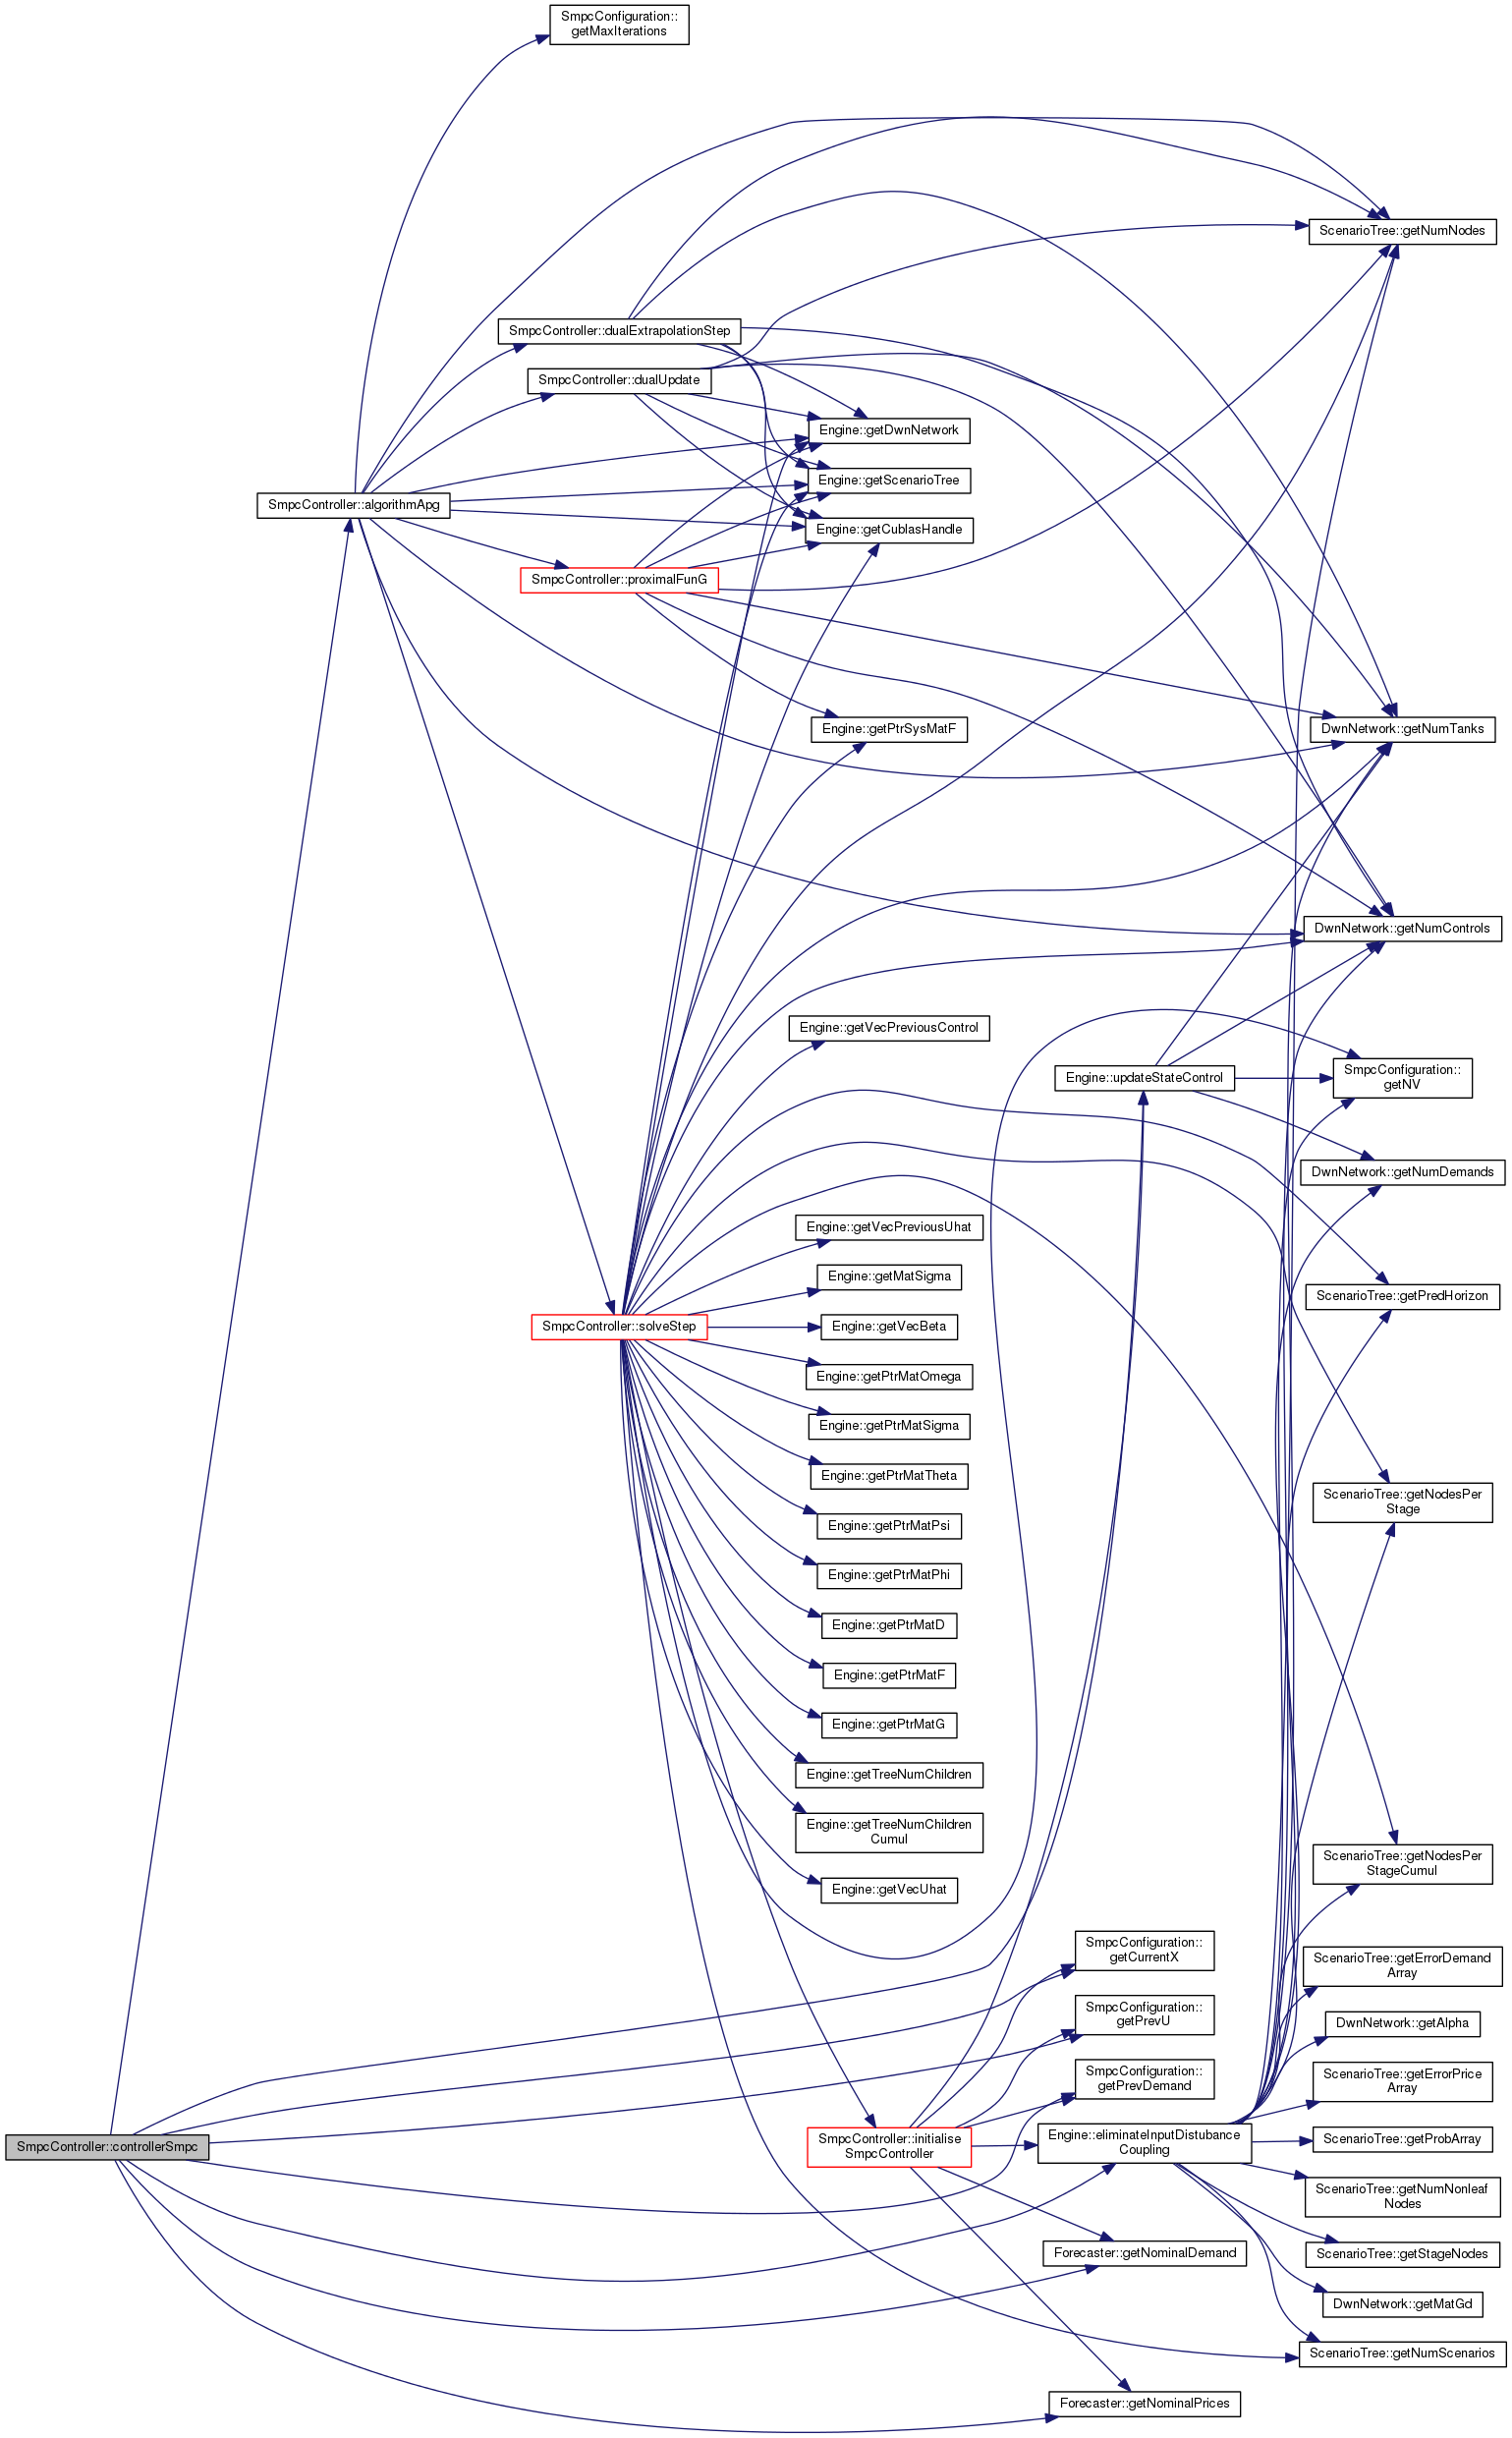 SmpcConfiguration::
getMaxIterations
ScenarioTree::getNumNodes
SmpcController::dualExtrapolationStep
SmpcController::dualUpdate
Engine::getDwnNetwork
Engine::getScenarioTree
SmpcController::algorithmApg
Engine::getCublasHandle
SmpcController::proximalFunG
Engine::getPtrSysMatF
DwnNetwork::getNumTanks
DwnNetwork::getNumControls
Engine::getVecPreviousControl
Engine::updateStateControl
SmpcConfiguration::
getNV
DwnNetwork::getNumDemands
Engine::getVecPreviousUhat
Engine::getMatSigma
ScenarioTree::getPredHorizon
SmpcController::solveStep
Engine::getVecBeta
Engine::getPtrMatOmega
Engine::getPtrMatSigma
Engine::getPtrMatTheta
ScenarioTree::getNodesPer
Stage
Engine::getPtrMatPsi
Engine::getPtrMatPhi
Engine::getPtrMatD
Engine::getPtrMatF
Engine::getPtrMatG
Engine::getTreeNumChildren
Engine::getTreeNumChildren
Cumul
ScenarioTree::getNodesPer
StageCumul
Engine::getVecUhat
SmpcConfiguration::
getCurrentX
ScenarioTree::getErrorDemand
Array
SmpcConfiguration::
getPrevU
DwnNetwork::getAlpha
SmpcConfiguration::
getPrevDemand
ScenarioTree::getErrorPrice
Array
SmpcController::controllerSmpc
SmpcController::initialise
SmpcController
Engine::eliminateInputDistubance
Coupling
ScenarioTree::getProbArray
ScenarioTree::getNumNonleaf
Nodes
Forecaster::getNominalDemand
ScenarioTree::getStageNodes
DwnNetwork::getMatGd
ScenarioTree::getNumScenarios
Forecaster::getNominalPrices